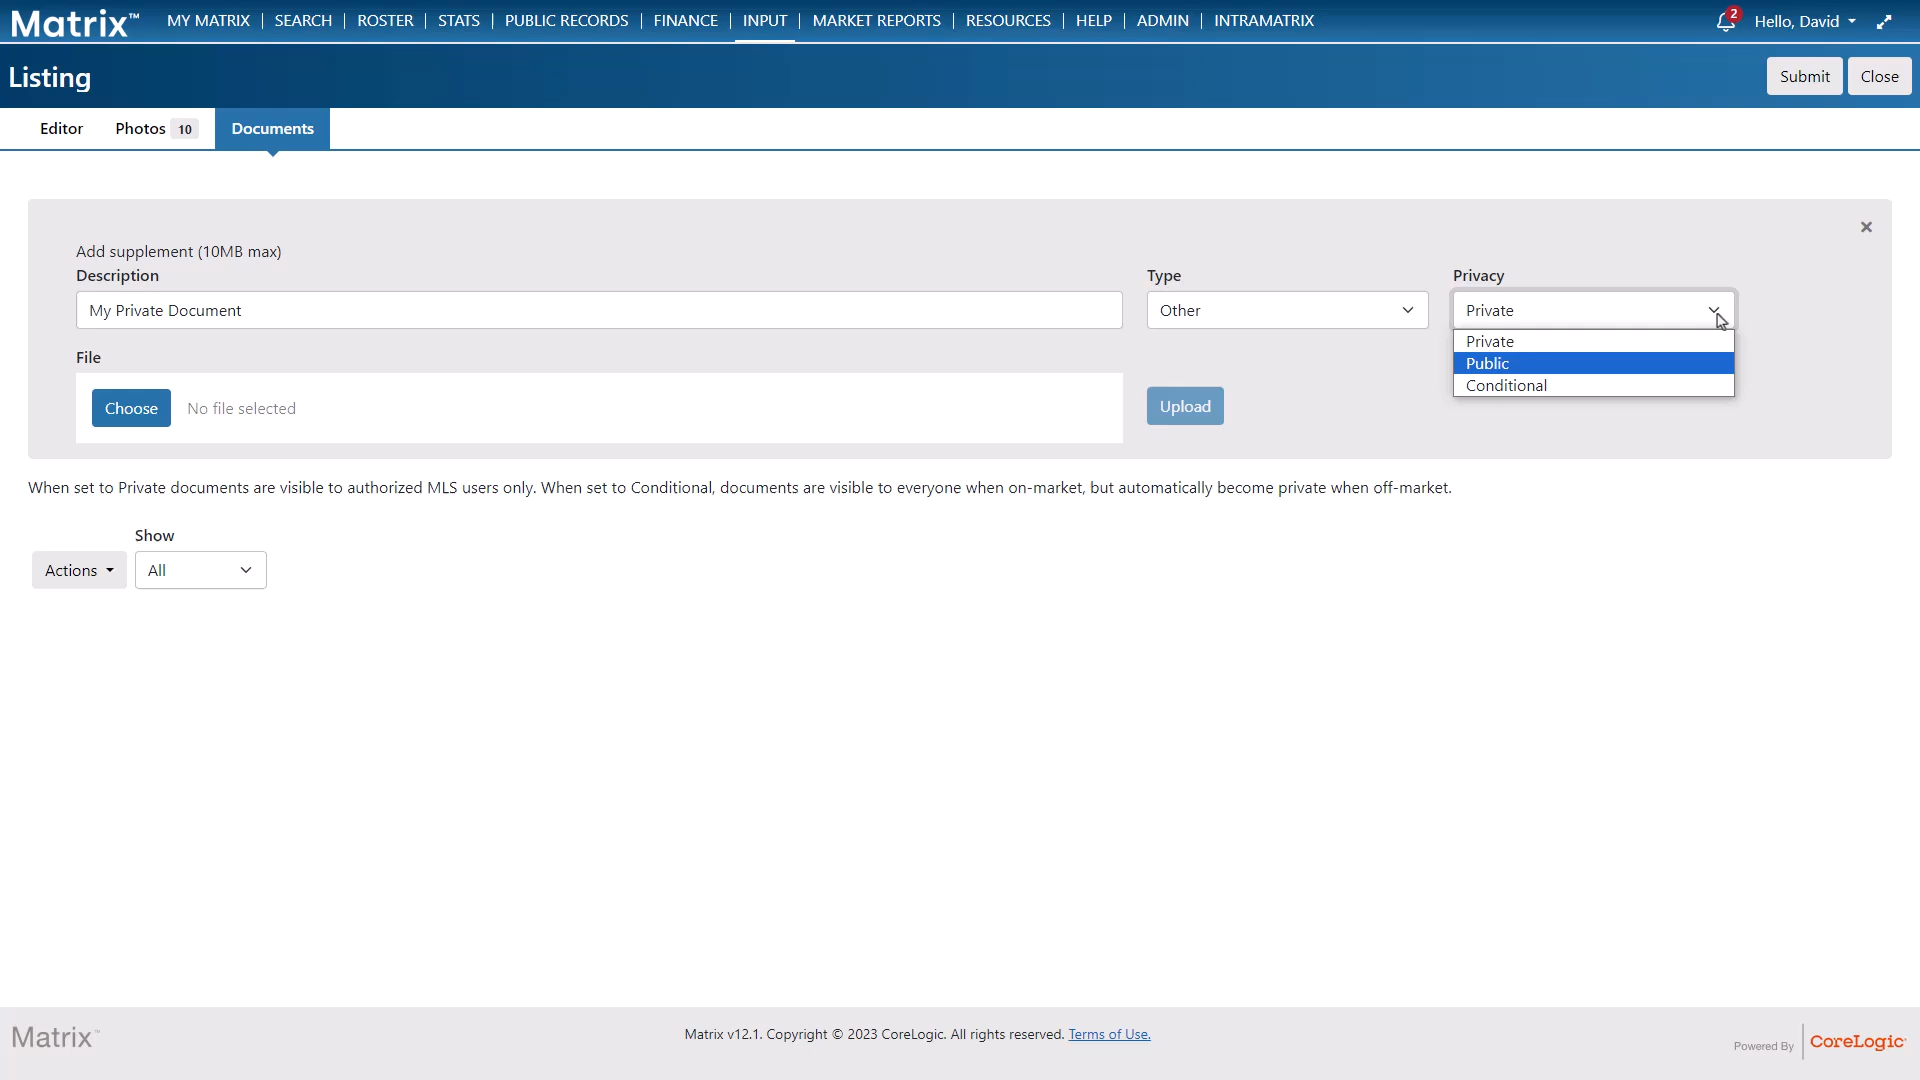 Matrix™ MY MATRIX | SEARCH | ROSTER | STATS | PUBLIC RECORDS | FINANCE | INPUT | MARKET REPORTS | RESOURCES | HELP | ADMIN | INTRAMATRIX 2 Hello, David
Listing Submit Close
Editor Photos 10 Documents
Add supplement (10MB max)
Description Type Privacy
My Private Document Other Private
Private
Public
Conditional
File
Choose No file selected Upload
When set to Private documents are visible to authorized MLS users only. When set to Conditional, documents are visible to everyone when on-market, but automatically become private when off-market.
Show
Actions All
Matrix™ Matrix v12.1. Copyright © 2023 CoreLogic. All rights reserved. Terms of Use. Powered By CoreLogic